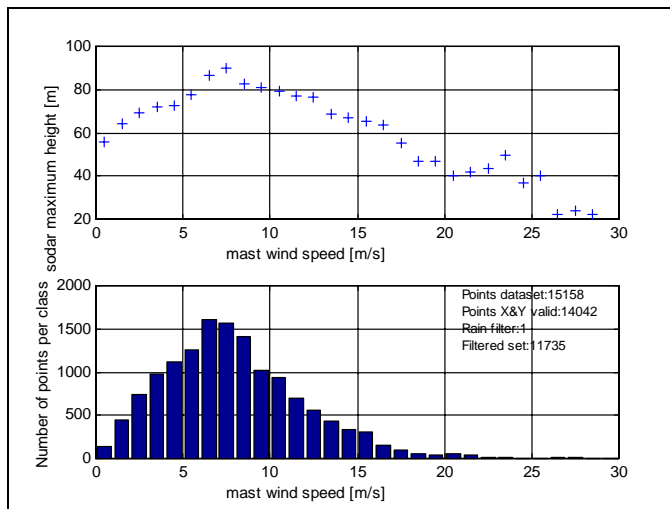 100
80
60
40
20
sodar maximum height [m]
0 5 10 15 20 25 30
mast wind speed [m/s]
2000
1500
1000
500
0
Number of points per class
Points dataset:15158
Points X&Y valid:14042
Rain filter:1
Filtered set:11735
0 5 10 15 20 25 30
mast wind speed [m/s]